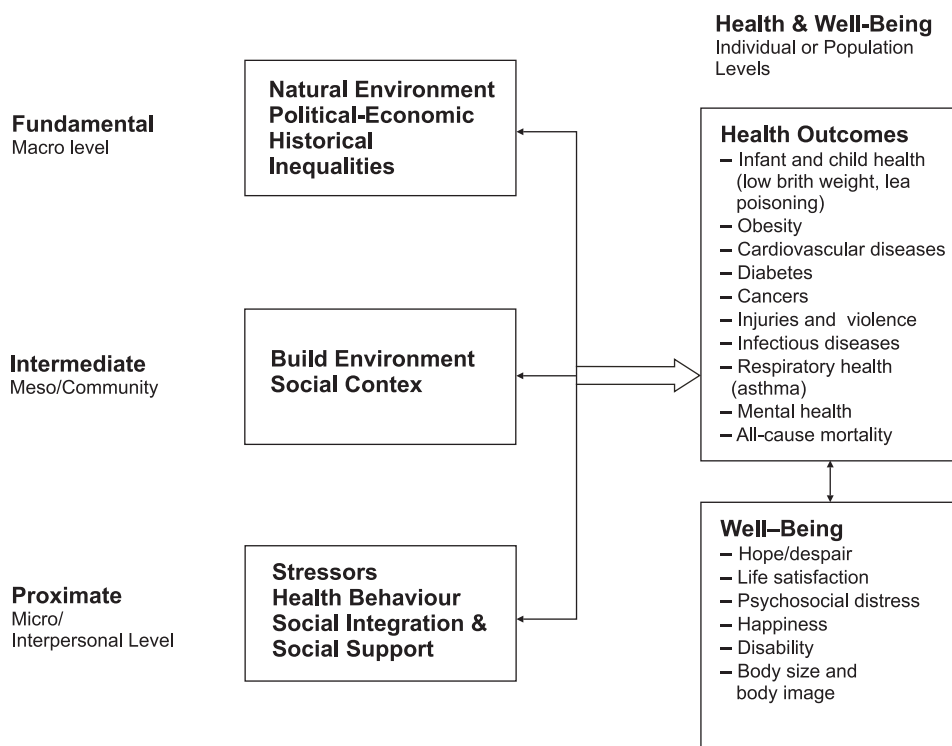 Health & Well-Being
Individual or Population
Levels
Fundamental
Macro level
Natural Environment
Political-Economic
Historical
Inequalities
Intermediate
Meso/Community
Build Environment
Social Contex
Proximate
Micro/
Interpersonal Level
Stressors
Health Behaviour
Social Integration &
Social Support
Health Outcomes
– Infant and child health
(low brith weight, lea
poisoning)
– Obesity
– Cardiovascular diseases
– Diabetes
– Cancers
– Injuries and violence
– Infectious diseases
– Respiratory health
(asthma)
– Mental health
– All-cause mortality
Well–Being
– Hope/despair
– Life satisfaction
– Psychosocial distress
– Happiness
– Disability
– Body size and
body image